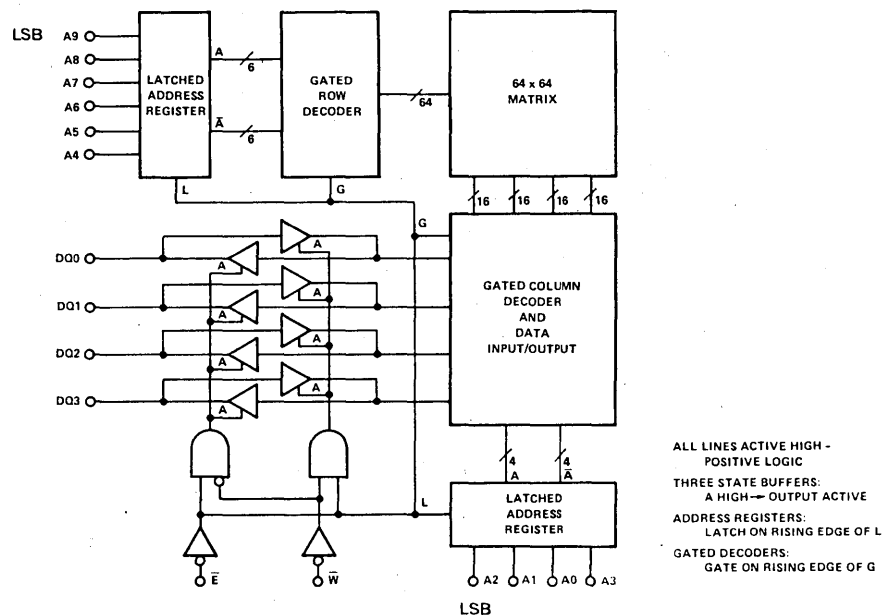 LSB
A9
A8
A7
A6
A5
A4
LATCHED
ADDRESS
REGISTER
A
6
A̅
6
L
GATED
ROW
DECODER
G
64
64 x 64
MATRIX
16
16
16
16
G
GATED COLUMN
DECODER
AND
DATA
INPUT/OUTPUT
DQ0
A
A
DQ1
A
A
DQ2
A
A
DQ3
A
A
4
A
4
A̅
L
LATCHED
ADDRESS
REGISTER
E̅
W̅
A2
A1
A0
A3
LSB
ALL LINES ACTIVE HIGH –
POSITIVE LOGIC
THREE STATE BUFFERS:
A HIGH → OUTPUT ACTIVE
ADDRESS REGISTERS:
LATCH ON RISING EDGE OF L
GATED DECODERS:
GATE ON RISING EDGE OF G